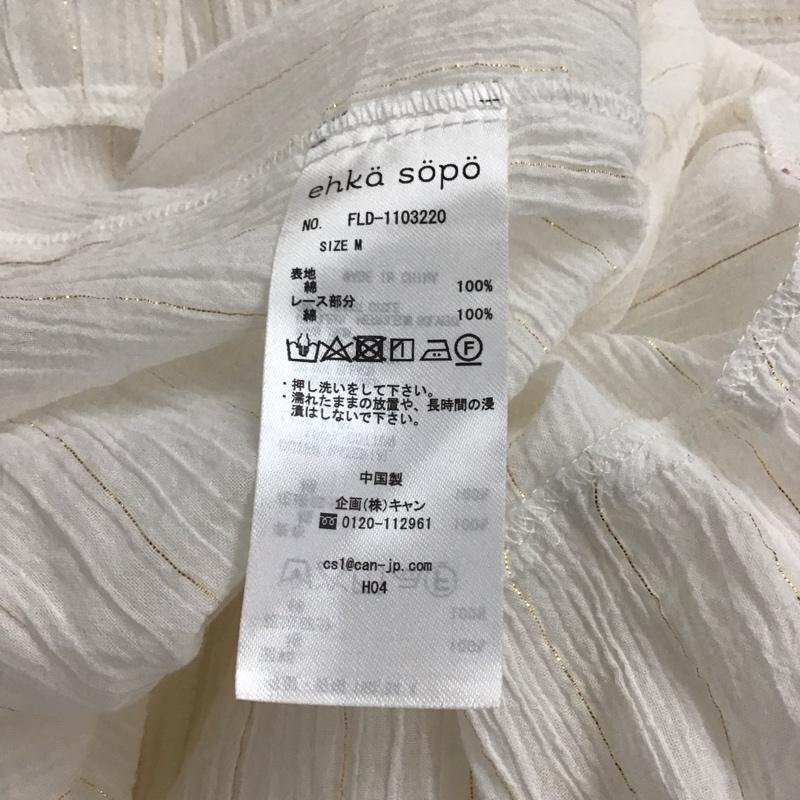 ehkä söpö
NO. FLD-1103220
SIZE M
表地
綿 100%
レース部分
綿 100%
F
・押し洗いをして下さい。
・濡れたままの放置や、長時間の浸
漬はしないで下さい。
中国製
企画(株)キャン
0120-112961
csl@can-jp.com
H04